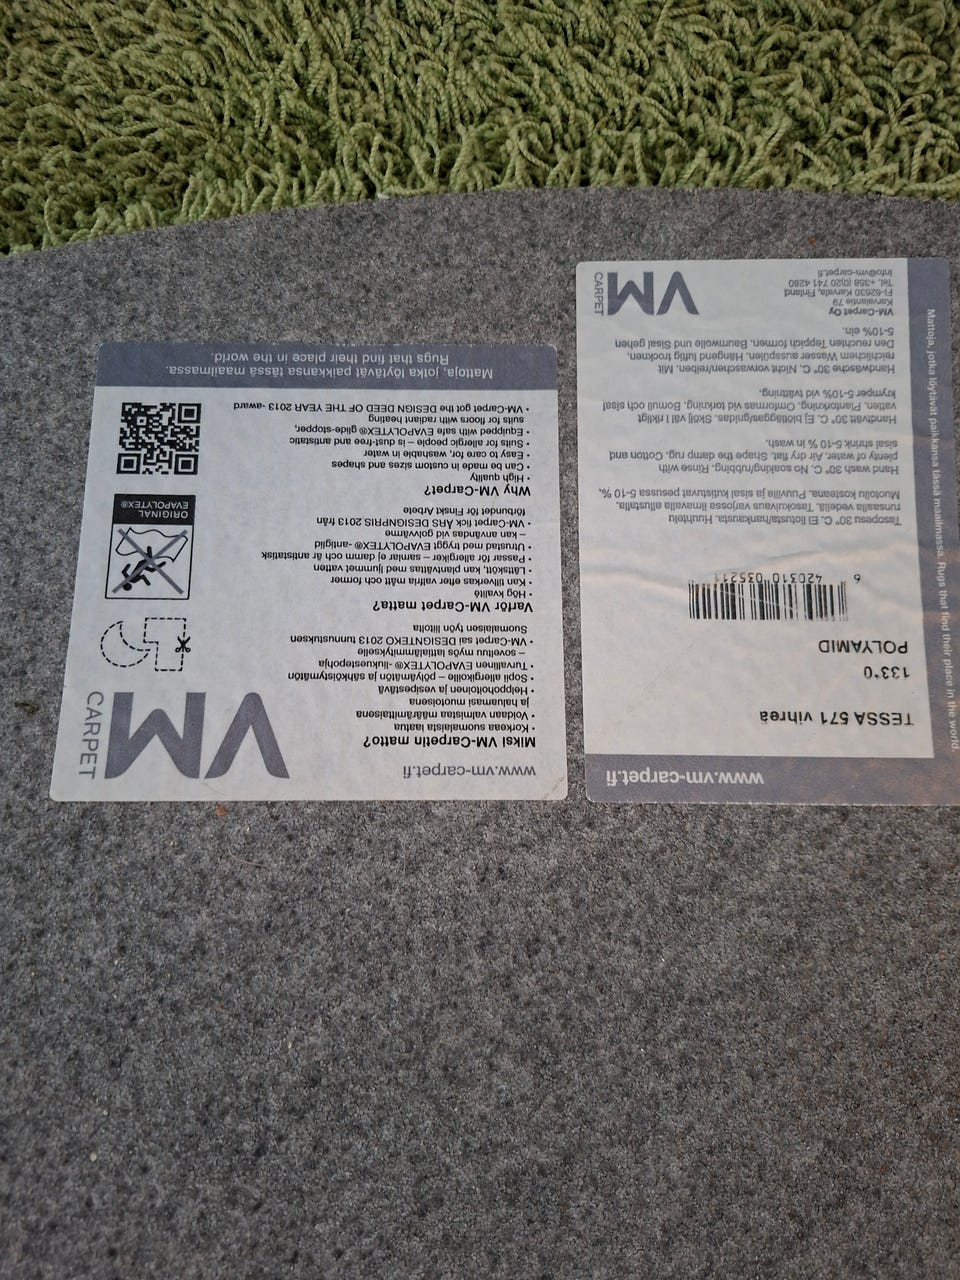 www.vm-carpet.fi
TESSA 571 vihreä
133*0
POLYAMID
6 420310 035211
Taspesu 30° C. Ei liotusta/hankausta. Huuhtelu
runsaalla vedellä. Tasokuivaus varjossa ilmavalla alustalla.
Muotoilu kosteana. Puuvilla ja sisal kutistuvat pesussa 5-10 %,
Hand wash 30° C. No soaking/rubbing. Rinse with
plenty of water. Air dry flat. Shape the damp rug. Cotton and
sisal shrink 5-10 % in wash.
Handtvätt 30° C. Ej blötläggas/gnidas. Skölj väl i rikligt
vatten. Plantorkning. Omformas vid torkning. Bomull och sisal
krymper 5-10% vid tvättning.
Handwäsche 30° C. Nicht vorwaschen/reiben. Mit
reichlichem Wasser ausspülen. Hängend luftig trocknen.
Den feuchten Teppich formen. Baumwolle und Sisal gehen
5-10% ein.
VM-Carpet Oy
Karvalantie 79
FI-62630 Karvala, Finland
Tel. +358 (0)20 741 4280
info@vm-carpet.fi
VM
CARPET
Mattoja, jotka löytävät paikkansa tässä maailmassa. Rugs that find their place in the world.
www.vm-carpet.fi
VM
CARPET
Miksi VM-Carpetin matto?
• Korkeaa suomalaista laatua
• Voidaan valmistaa määrämittaisena
ja haluamasi muotoisena
• Helppohoitoinen ja vesipestävä
• Sopii allergikoille – pölyämätön ja sähköistymätön
• Turvallinen EVAPOLYTEX® -liukuestepohja
– soveltuu myös lattialämmitykselle
• VM-Carpet sai DESIGNTEKO 2013 tunnustuksen
Suomalaisen työn liitolta
Varför VM-Carpet matta?
• Hög kvalité
• Kan tillverkas efter valfria mått och former
• Lättskött, kan planttvättas med ljummet vatten
• Passar för allergiker – samlar ej damm och är antistatisk
• Utrustad med tryggt EVAPOLYTEX® -antiglid
– kan användas vid golvvärme
• VM-Carpet fick ÅRS DESIGNPRIS 2013 från
förbundet för Finskt Arbete
Why VM-Carpet?
• High quality
• Can be made in custom sizes and shapes
• Easy to care for, washable in water
• Suits for allergic people – is dust-free and antistatic
• Equipped with safe EVAPOLYTEX® glide-stopper,
suits for floors with radiant heating
• VM-Carpet got the DESIGN DEED OF THE YEAR 2013 -award
ORIGINAL
EVAPOLYTEX®
Mattoja, jotka löytävät paikkansa tässä maailmassa.
Rugs that find their place in the world.